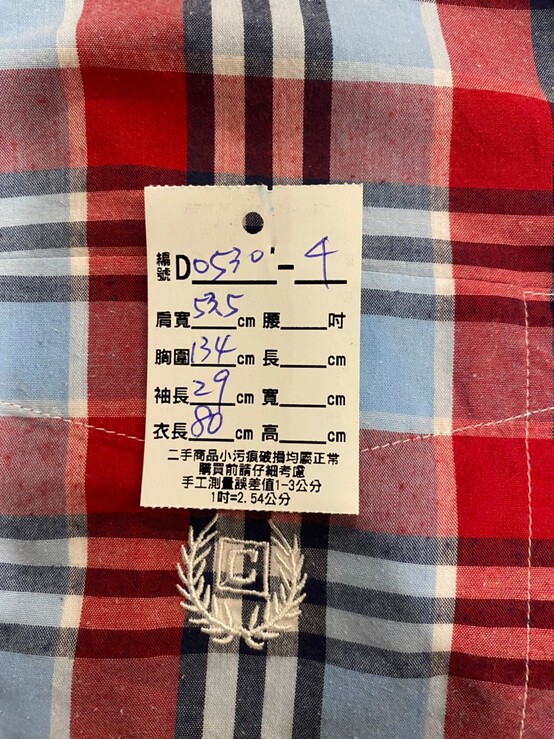 編號D0530-4
肩寬53.5cm 腰吋
胸圍134cm 長cm
袖長29cm 寬cm
衣長80cm 高cm
二手商品小污痕破損均屬正常
購買前請仔細考慮
手工測量誤差值1-3公分
1吋=2.54公分
C